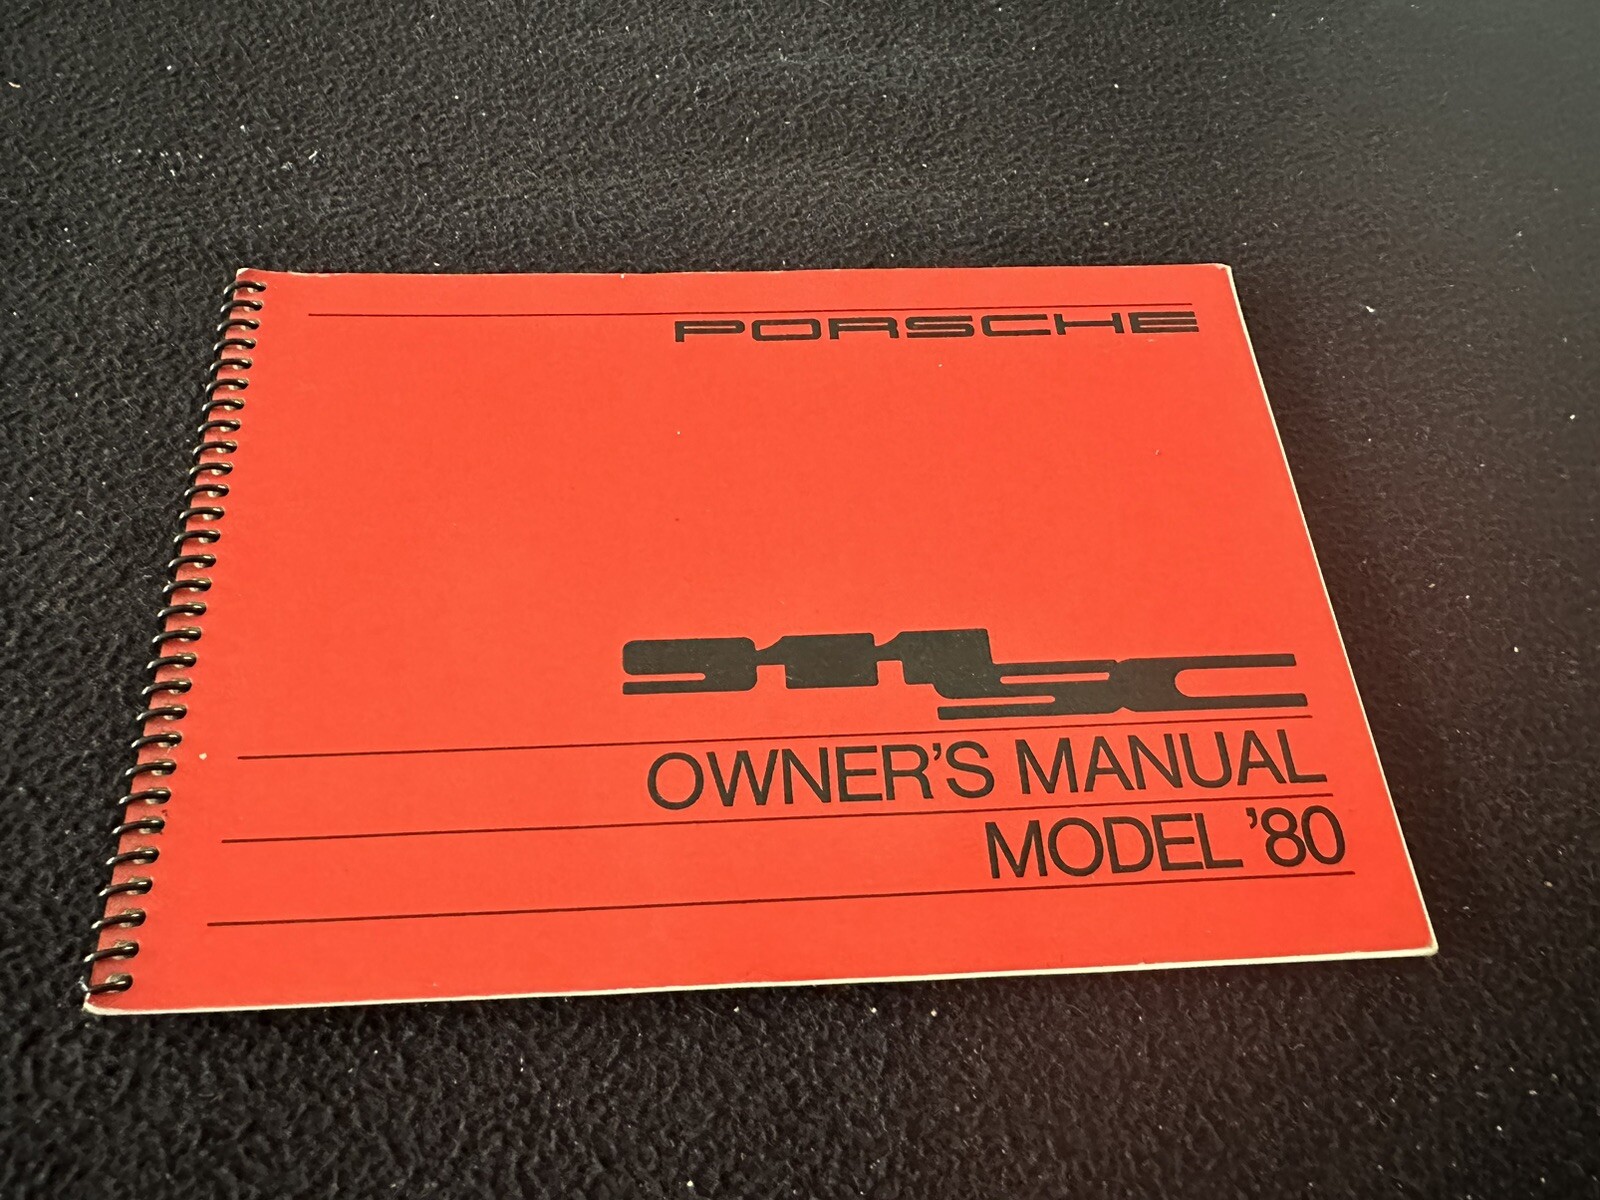 PORSCHE
911SC
OWNER'S MANUAL
MODEL '80